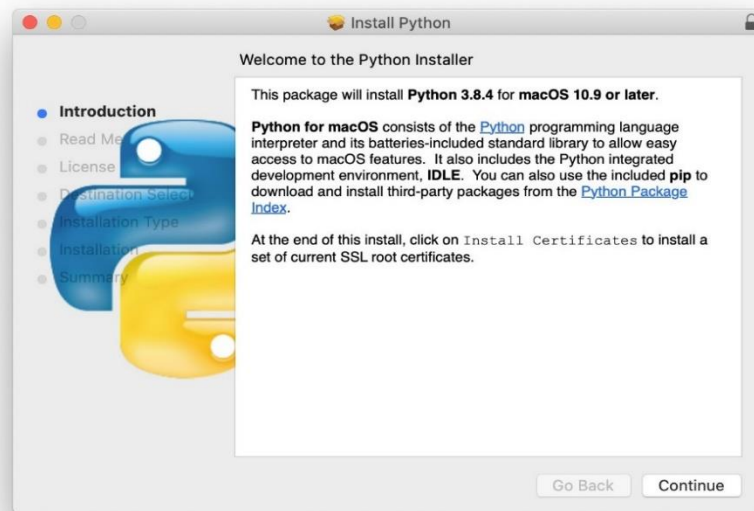 Install Python
Welcome to the Python Installer
Introduction
Read Me
License
Destination Select
Installation Type
Installation
Summary
This package will install Python 3.8.4 for macOS 10.9 or later.
Python for macOS consists of the Python programming language
interpreter and its batteries-included standard library to allow easy
access to macOS features. It also includes the Python integrated
development environment, IDLE. You can also use the included pip to
download and install third-party packages from the Python Package
Index.
At the end of this install, click on Install Certificates to install a
set of current SSL root certificates.
Go Back
Continue